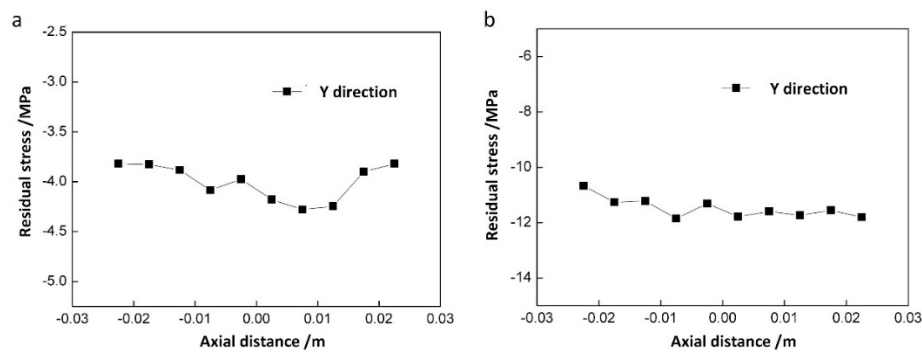 a
-2.5
-3.0
-3.5
-4.0
-4.5
-5.0
Residual stress /MPa
Y direction
-0.03 -0.02 -0.01 0.00 0.01 0.02 0.03
Axial distance /m
b
-6
-8
-10
-12
-14
Residual stress /MPa
Y direction
-0.03 -0.02 -0.01 0.00 0.01 0.02 0.03
Axial distance /m